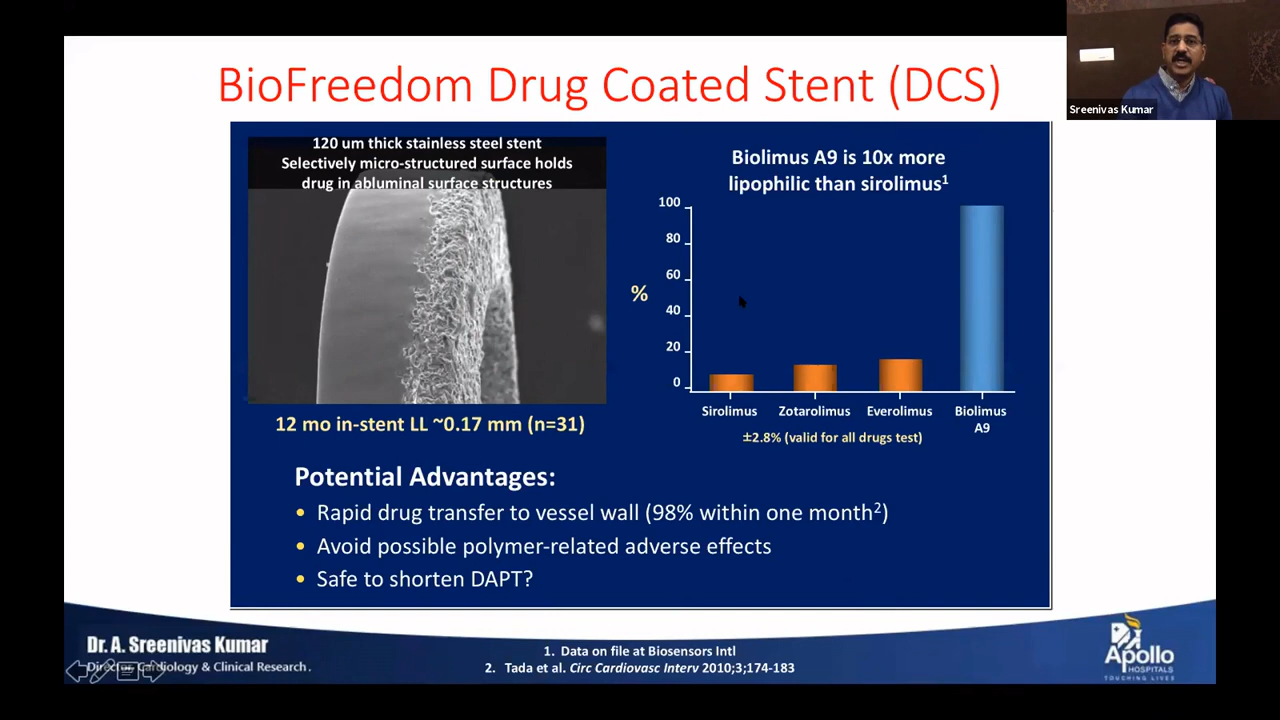 BioFreedom Drug Coated Stent (DCS)
Sreenivas Kumar
120 um thick stainless steel stent
Selectively micro-structured surface holds
drug in abluminal surface structures
12 mo in-stent LL ~0.17 mm (n=31)
Biolimus A9 is 10x more
lipophilic than sirolimus¹
100
80
60
40
20
0
%
Sirolimus
Zotarolimus
Everolimus
Biolimus
A9
±2.8% (valid for all drugs test)
Potential Advantages:
• Rapid drug transfer to vessel wall (98% within one month²)
• Avoid possible polymer-related adverse effects
• Safe to shorten DAPT?
Dr. A. Sreenivas Kumar
Director, Cardiology & Clinical Research .
1. Data on file at Biosensors Intl
2. Tada et al. Circ Cardiovasc Interv 2010;3;174-183
Apollo
HOSPITALS
TOUCHING LIVES